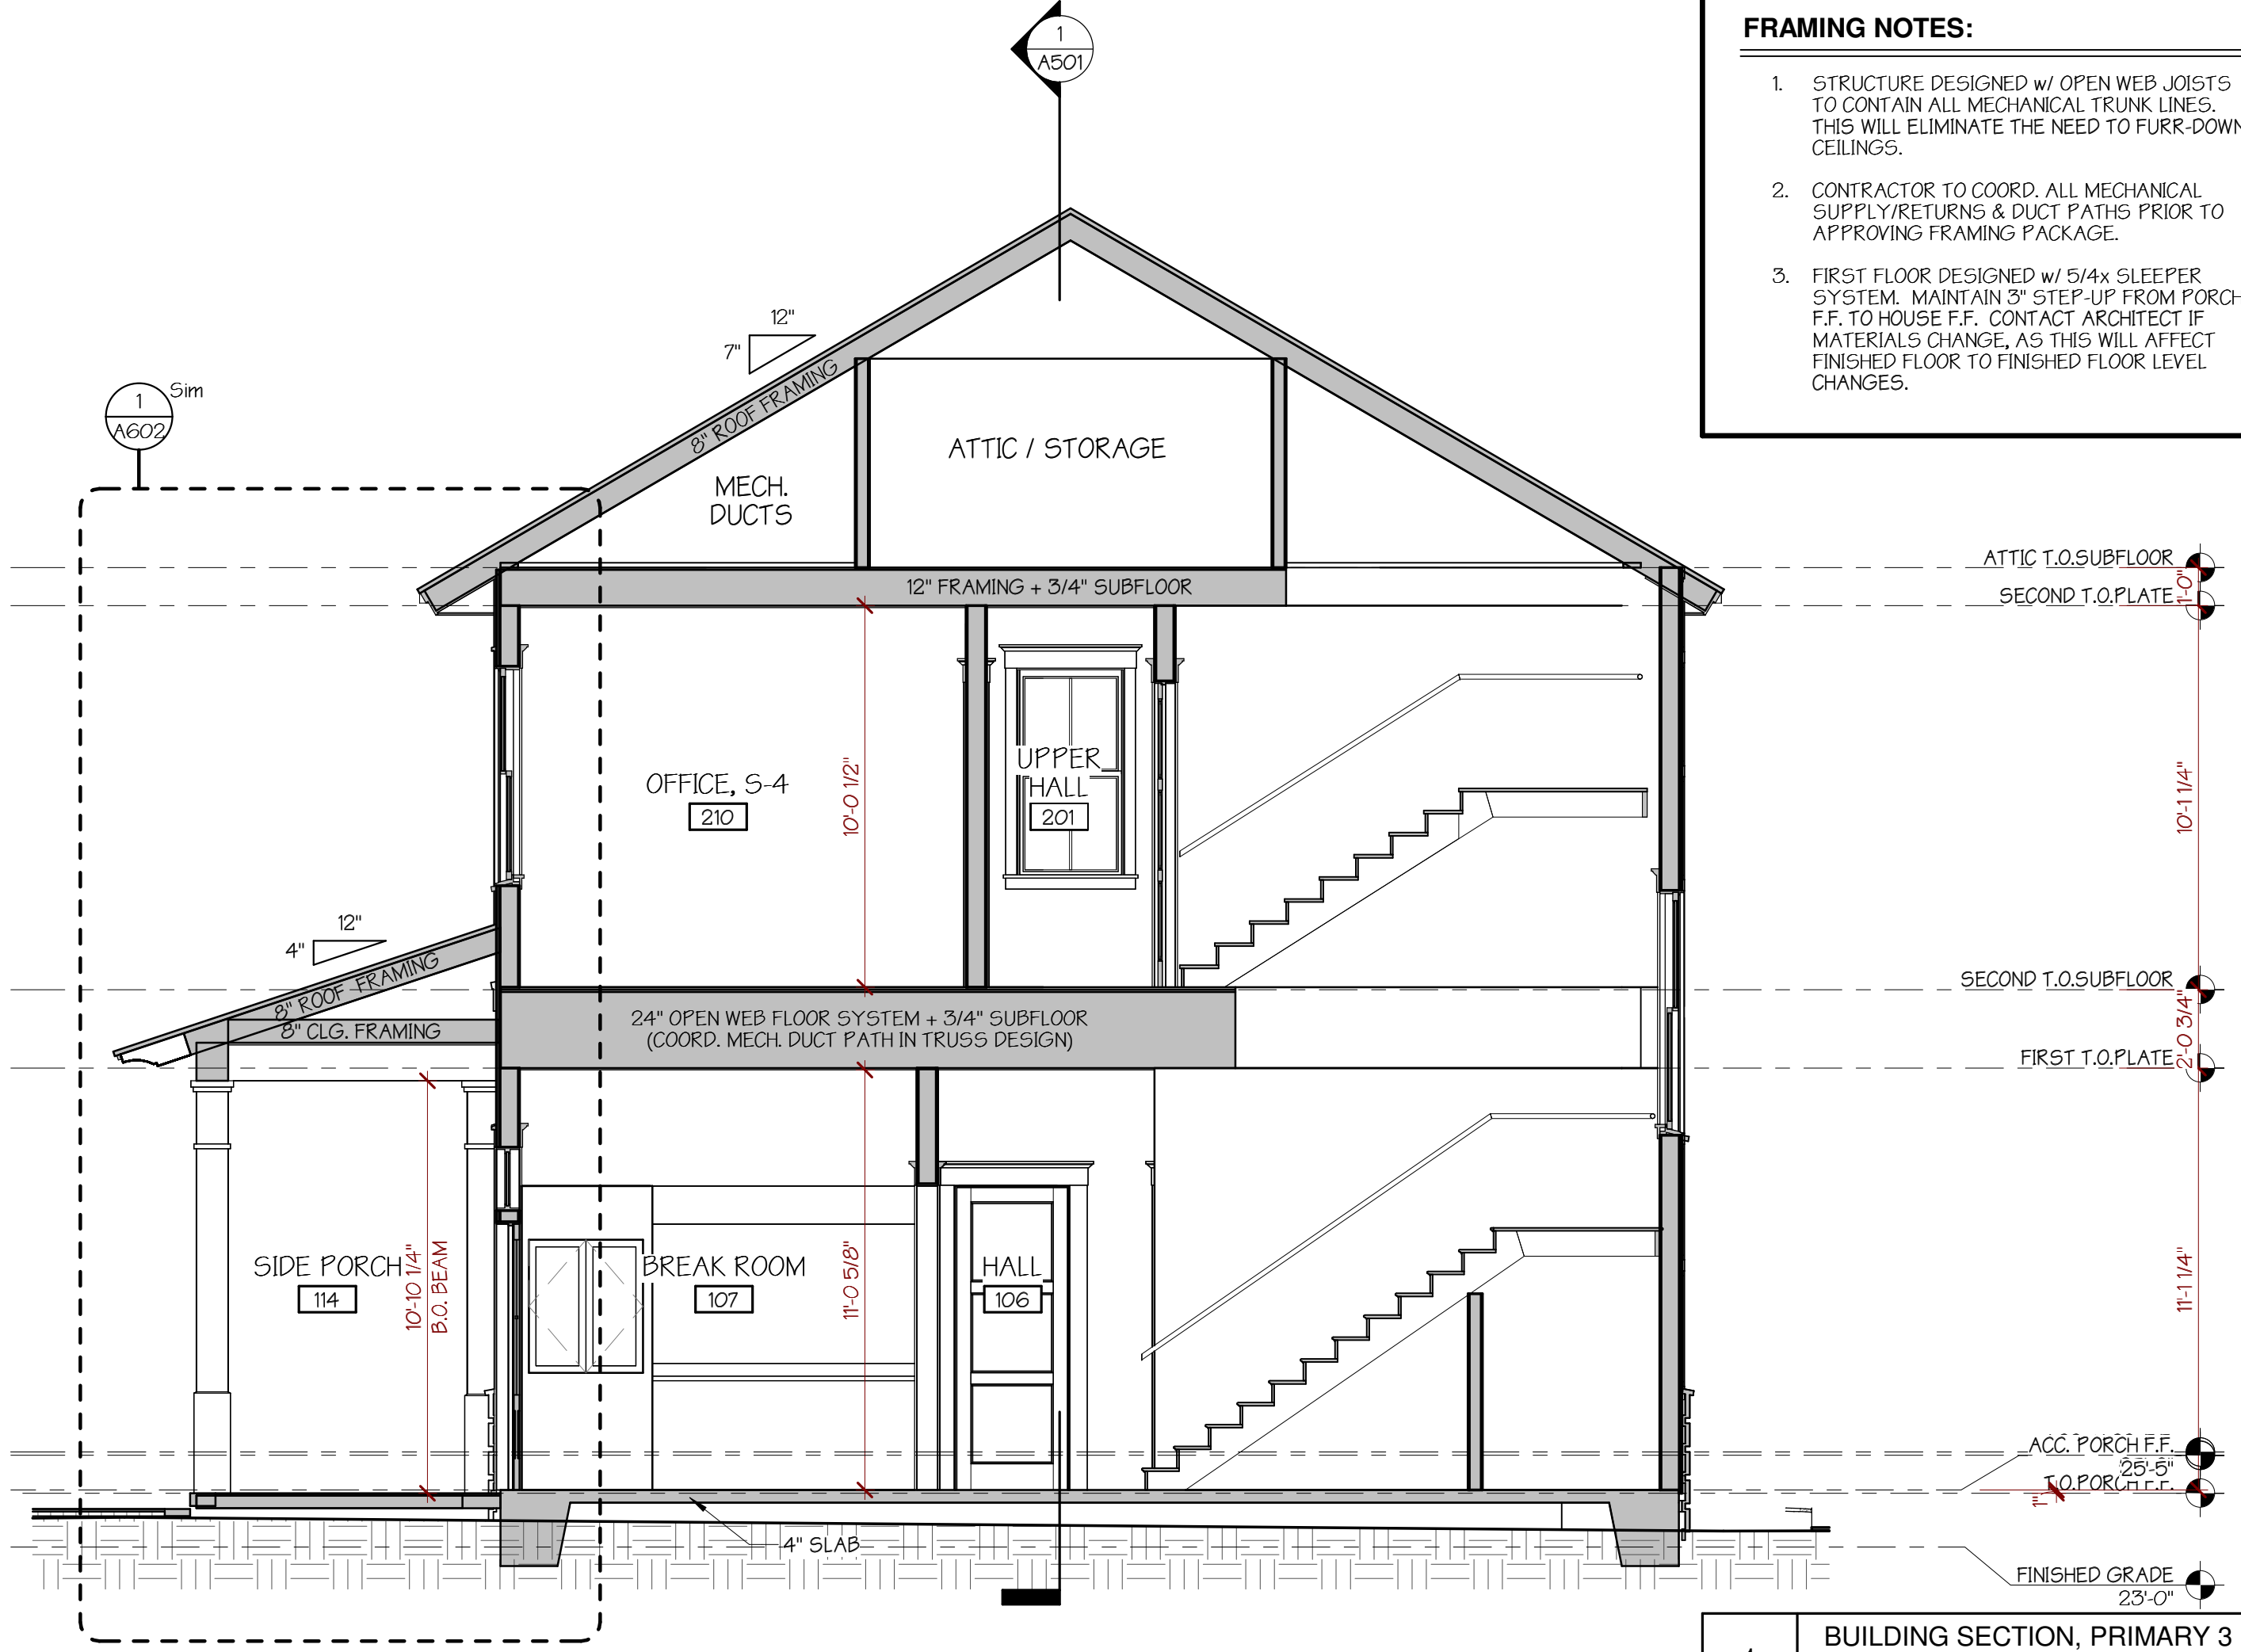 1
A501
FRAMING NOTES:
1. STRUCTURE DESIGNED w/ OPEN WEB JOISTS
TO CONTAIN ALL MECHANICAL TRUNK LINES.
THIS WILL ELIMINATE THE NEED TO FURR-DOWN
CEILINGS.
2. CONTRACTOR TO COORD. ALL MECHANICAL
SUPPLY/RETURNS & DUCT PATHS PRIOR TO
APPROVING FRAMING PACKAGE.
3. FIRST FLOOR DESIGNED w/ 5/4x SLEEPER
SYSTEM. MAINTAIN 3" STEP-UP FROM PORCH
F.F. TO HOUSE F.F. CONTACT ARCHITECT IF
MATERIALS CHANGE, AS THIS WILL AFFECT
FINISHED FLOOR TO FINISHED FLOOR LEVEL
CHANGES.
12"
7"
8" ROOF FRAMING
1
A602
Sim
ATTIC / STORAGE
MECH.
DUCTS
12" FRAMING + 3/4" SUBFLOOR
ATTIC T.O.SUBFLOOR
1'-0"
SECOND T.O.PLATE
OFFICE, S-4
210
10'-0 1/2"
UPPER
HALL
201
10'-1 1/4"
12"
4"
8" ROOF FRAMING
8" CLG. FRAMING
24" OPEN WEB FLOOR SYSTEM + 3/4" SUBFLOOR
(COORD. MECH. DUCT PATH IN TRUSS DESIGN)
SECOND T.O.SUBFLOOR
2'-0 3/4"
FIRST T.O.PLATE
SIDE PORCH
114
10'-10 1/4"
B.O. BEAM
BREAK ROOM
107
11'-0 5/8"
HALL
106
11'-1 1/4"
ACC. PORCH F.F.
25'-5"
T.O.PORCH F.F.
1"
4" SLAB
FINISHED GRADE
23'-0"
BUILDING SECTION, PRIMARY 3